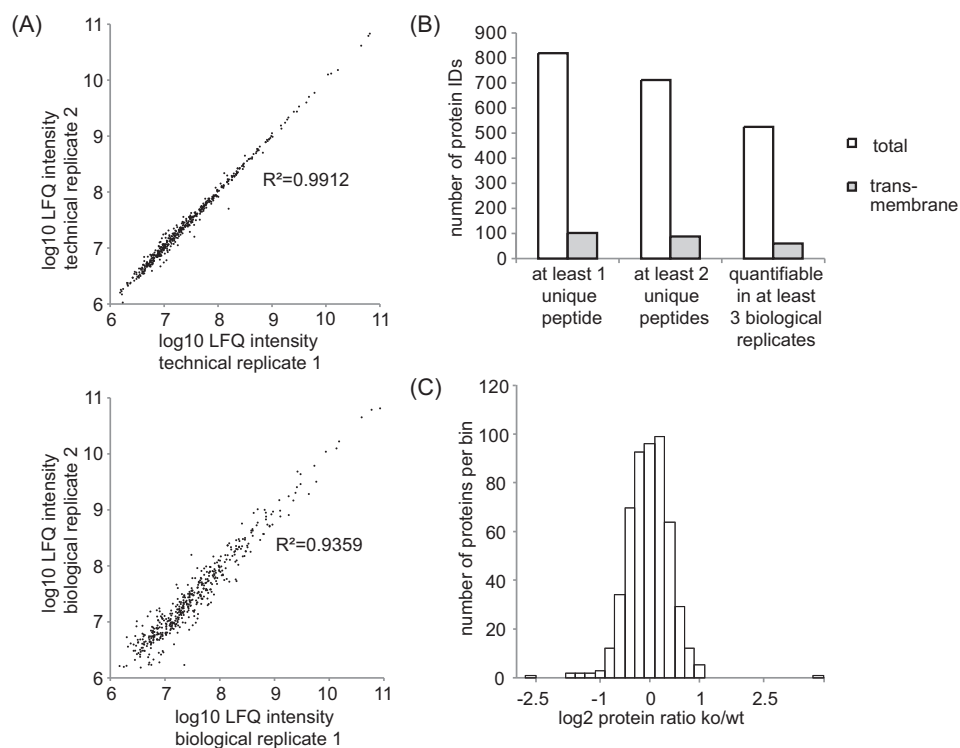 (A)
11
10
9
8
7
6
log10 LFQ intensity
technical replicate 2
R²=0.9912
6 7 8 9 10 11
log10 LFQ intensity
technical replicate 1
11
10
9
8
7
6
log10 LFQ intensity
biological replicate 2
R²=0.9359
6 7 8 9 10 11
log10 LFQ intensity
biological replicate 1
(B)
900
800
700
600
500
400
300
200
100
0
number of protein IDs
at least 1
unique
peptide
at least 2
unique
peptides
quantifiable
in at least
3 biological
replicates
total
trans-
membrane
(C)
120
100
80
60
40
20
0
number of proteins per bin
-2.5 -1 0 1 2.5
log2 protein ratio ko/wt